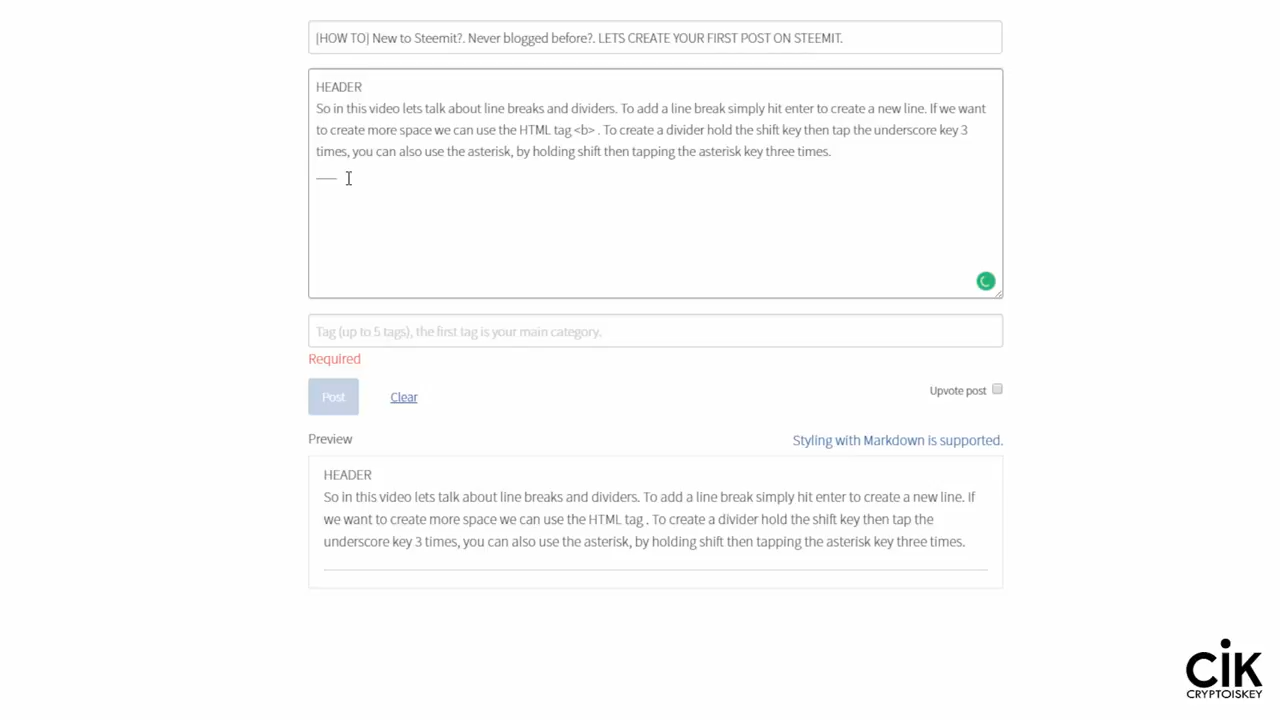 [HOW TO] New to Steemit?. Never blogged before?. LETS CREATE YOUR FIRST POST ON STEEMIT.
HEADER
So in this video lets talk about line breaks and dividers. To add a line break simply hit enter to create a new line. If we want
to create more space we can use the HTML tag <b> . To create a divider hold the shift key then tap the underscore key 3
times, you can also use the asterisk, by holding shift then tapping the asterisk key three times.
___
Tag (up to 5 tags), the first tag is your main category.
Required
Post
Clear
Upvote post
Preview
Styling with Markdown is supported.
HEADER
So in this video lets talk about line breaks and dividers. To add a line break simply hit enter to create a new line. If
we want to create more space we can use the HTML tag . To create a divider hold the shift key then tap the
underscore key 3 times, you can also use the asterisk, by holding shift then tapping the asterisk key three times.
CiK
CRYPTOISKEY